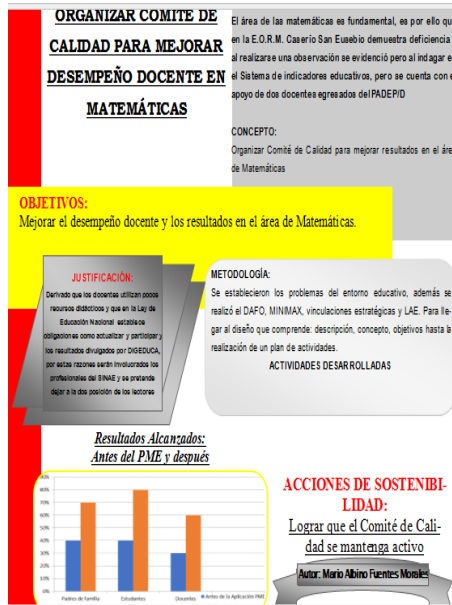 ORGANIZAR COMITÉ DE
CALIDAD PARA MEJORAR
DESEMPEÑO DOCENTE EN
MATEMÁTICAS
El área de las matemáticas es fundamental, es por ello qu
en la E.O.R.M. Caserío San Eusebio demuestra deficiencia
al realizarse una observación se evidenció pero al indagar e
el Sistema de indicadores educativos, pero se cuenta con e
apoyo de dos docentes egresados del PADEP/D
CONCEPTO:
Organizar Comité de Calidad para mejorar resultados en el áre
de Matemáticas
OBJETIVOS:
Mejorar el desempeño docente y los resultados en el área de Matemáticas.
JUSTIFICACIÓN:
Derivado que los docentes utilizan pocos
recursos didácticos y que en la Ley de
Educación Nacional establece
obligaciones como actualizar y participar y
los resultados divulgados por DIGEDUCA,
por estas razones serán involucrados los
profesionales del SINAE y se pretende
dejar a la dos posición de los lectores
METODOLOGÍA:
Se establecieron los problemas del entorno educativo, además se
realizó el DAFO, MINIMAX, vinculaciones estratégicas y LAE. Para lle-
gar al diseño que comprende: descripción, concepto, objetivos hasta la
realización de un plan de actividades.
ACTIVIDADES DESARROLLADAS
Resultados Alcanzados:
Antes del PME y después
90%
80%
70%
60%
50%
40%
30%
20%
10%
0%
Padres de Familia
Estudiantes
Docentes
Antes de la Aplicación PME
ACCIONES DE SOSTENIBI-
LIDAD:
Lograr que el Comité de Cali-
dad se mantenga activo
Autor: Mario Albino Fuentes Morales